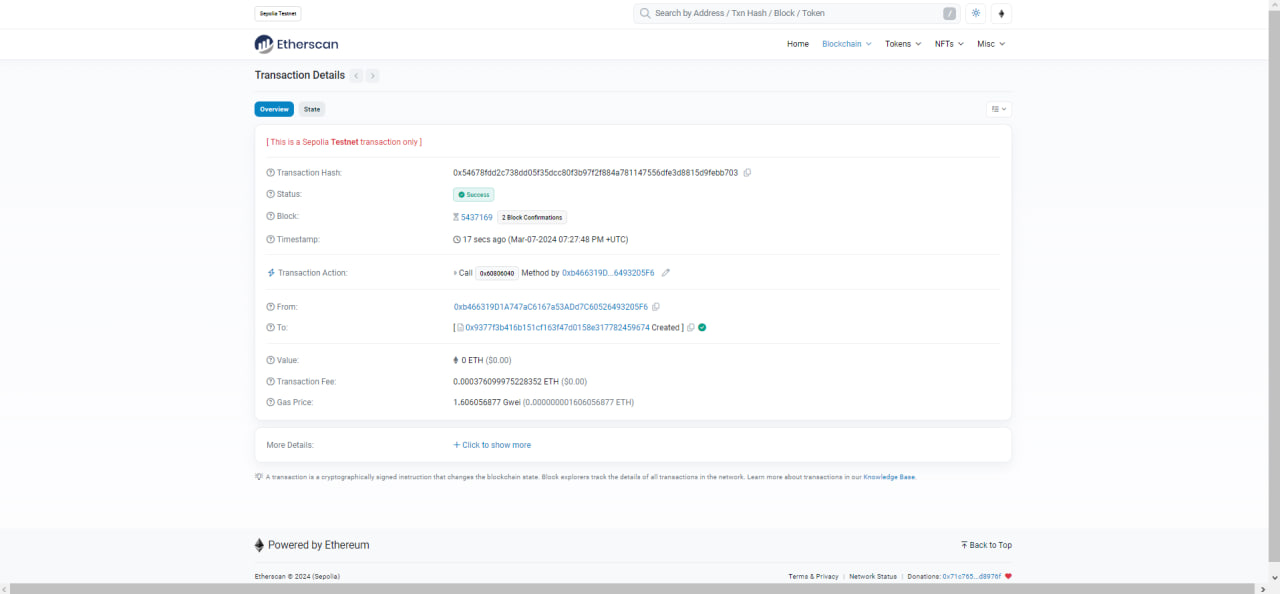 Sepolia Testnet
Search by Address / Txn Hash / Block / Token
/
Etherscan
Home Blockchain Tokens NFTs Misc
Transaction Details
Overview State
[ This is a Sepolia Testnet transaction only ]
Transaction Hash: 0x54678fdd2c738dd05f35dcc80f3b97f2f884a781147556dfe3d8815d9febb703
Status: Success
Block: 5437169 2 Block Confirmations
Timestamp: 17 secs ago (Mar-07-2024 07:27:48 PM +UTC)
Transaction Action: Call 0x60806040 Method by 0xb466319D...6493205F6
From: 0xb466319D1A747aC6167a53ADd7C60526493205F6
To: [ 0x9377f3b416b151cf163f47d0158e317782459674 Created ]
Value: 0 ETH ($0.00)
Transaction Fee: 0.000376099975228352 ETH ($0.00)
Gas Price: 1.606056877 Gwei (0.000000001606056877 ETH)
More Details: + Click to show more
A transaction is a cryptographically signed instruction that changes the blockchain state. Block explorers track the details of all transactions in the network. Learn more about transactions in our Knowledge Base.
Powered by Ethereum
Back to Top
Etherscan © 2024 (Sepolia)
Terms & Privacy | Network Status | Donations: 0x71c765...d8976f